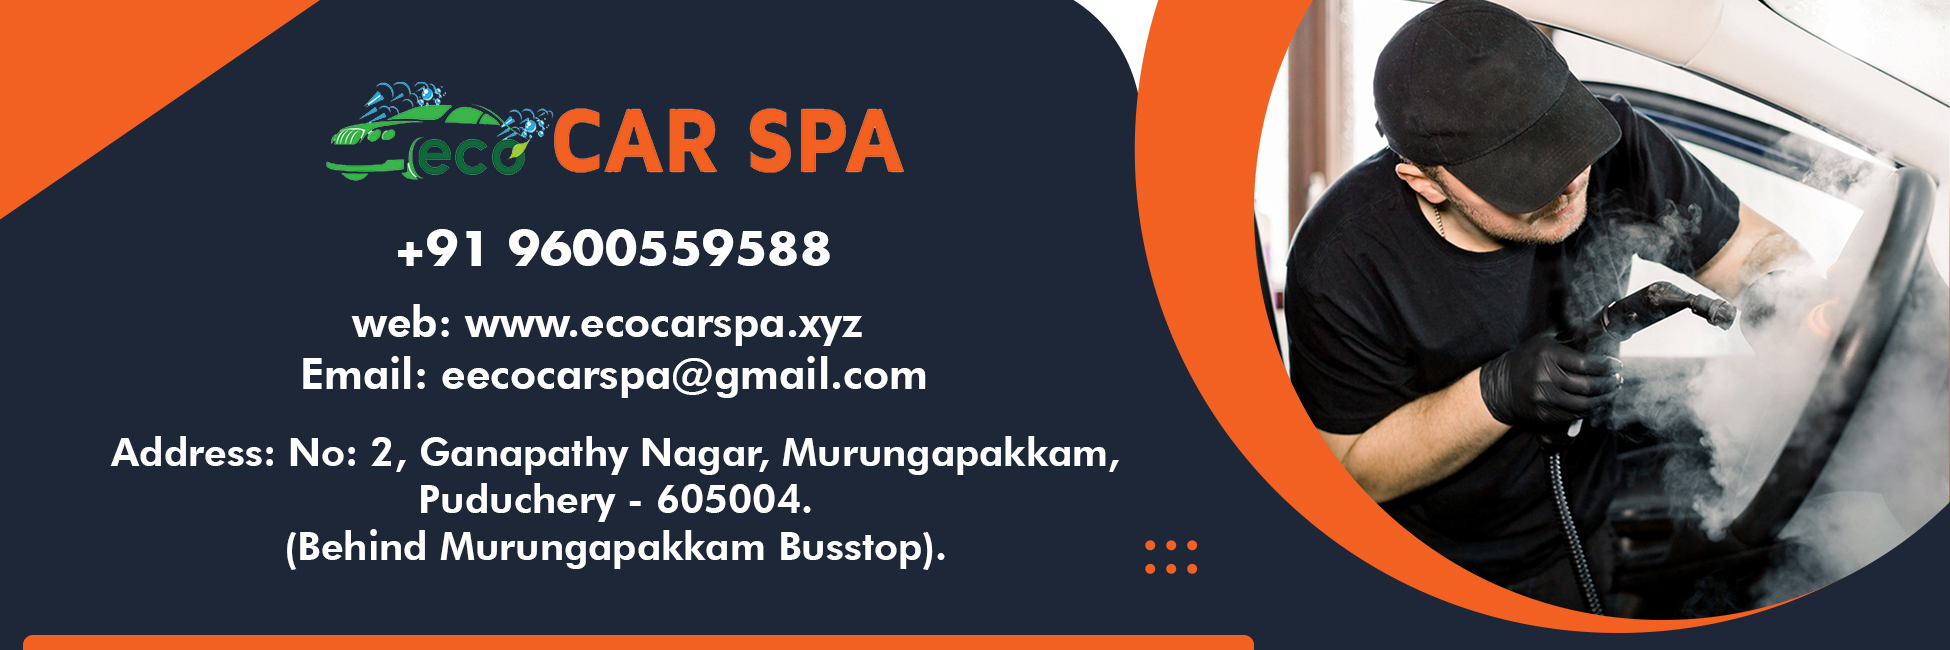 eco CAR SPA
+91 9600559588
web: www.ecocarspa.xyz
Email: eecocarspa@gmail.com
Address: No: 2, Ganapathy Nagar, Murungapakkam,
Puduchery - 605004.
(Behind Murungapakkam Busstop).